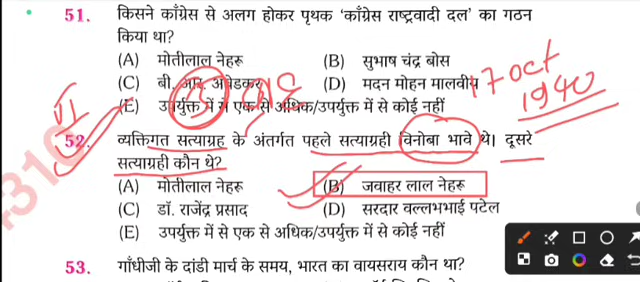 51. किसने काँग्रेस से अलग होकर पृथक 'काँग्रेस राष्ट्रवादी दल' का गठन
किया था?
(A) मोतीलाल नेहरू (B) सुभाष चंद्र बोस
(C) बी. आर. अंबेडकर (D) मदन मोहन मालवीय
(E) उपर्युक्त में से एक से अधिक/उपर्युक्त में से कोई नहीं
17 oct
1940
VI
52. व्यक्तिगत सत्याग्रह के अंतर्गत पहले सत्याग्रही विनोबा भावे थे। दूसरे
सत्याग्रही कौन थे?
(A) मोतीलाल नेहरू (B) जवाहर लाल नेहरू
(C) डॉ. राजेंद्र प्रसाद (D) सरदार वल्लभभाई पटेल
(E) उपर्युक्त में से एक से अधिक/उपर्युक्त में से कोई नहीं
53. गाँधीजी के दांडी मार्च के समय, भारत का वायसराय कौन था?